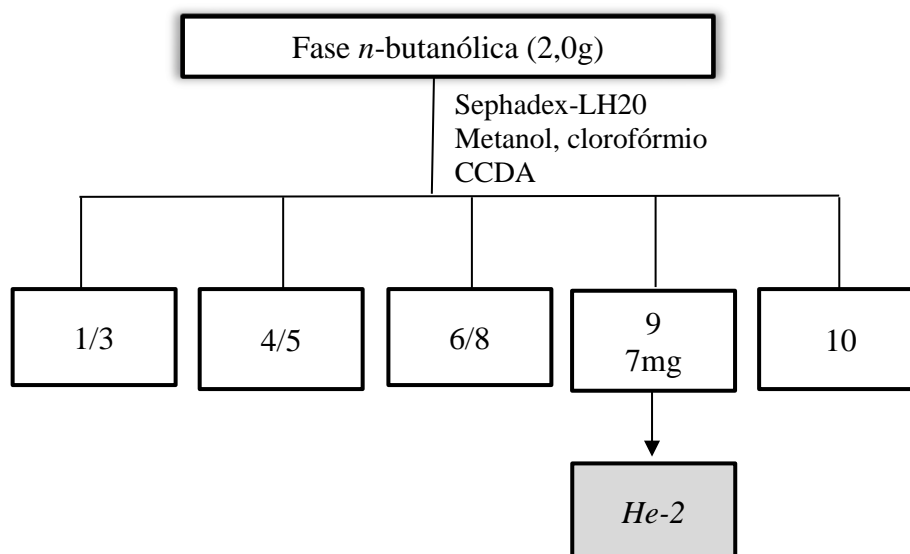 Fase n-butanólica (2,0g)
Sephadex-LH20
Metanol, clorofórmio
CCDA
1/3
4/5
6/8
9
7mg
10
He-2